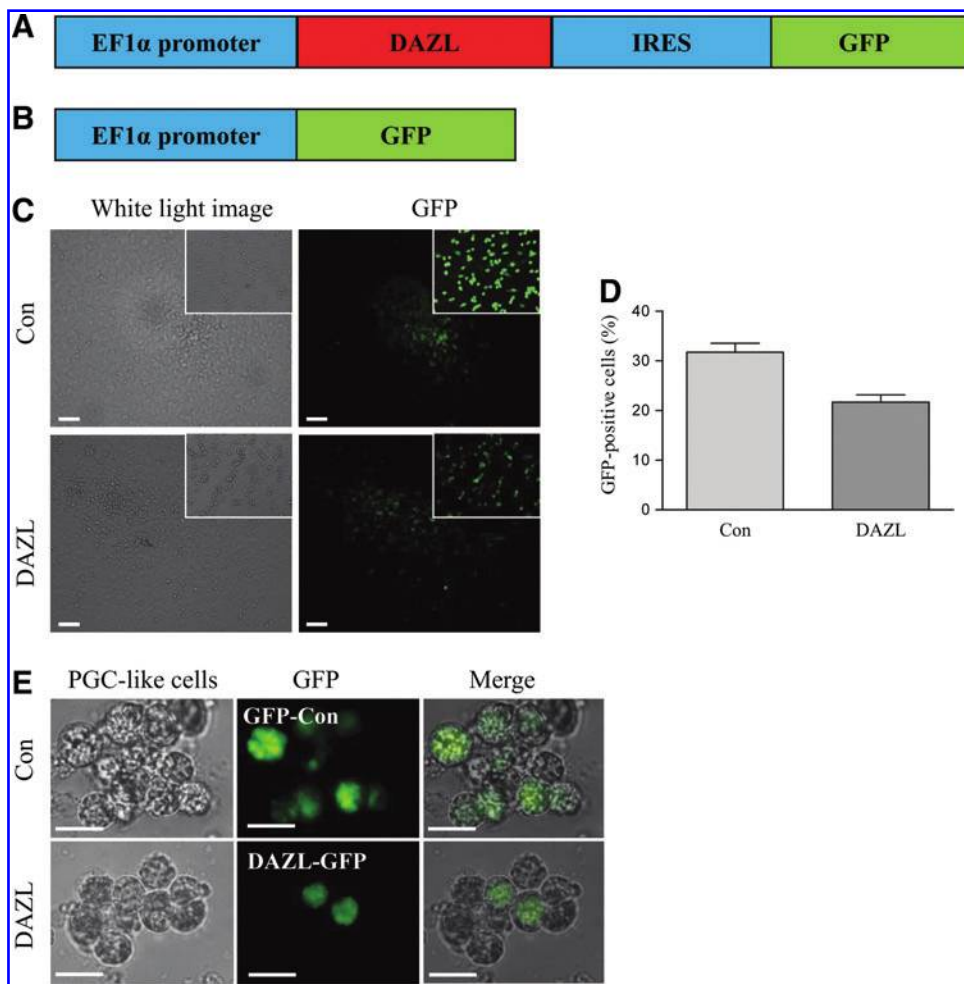 A
EF1α promoter DAZL IRES GFP
B
EF1α promoter GFP
C
White light image GFP
Con
DAZL
D
GFP-positive cells (%)
40
30
20
10
0
Con DAZL
E
PGC-like cells GFP Merge
Con
GFP-Con
DAZL
DAZL-GFP